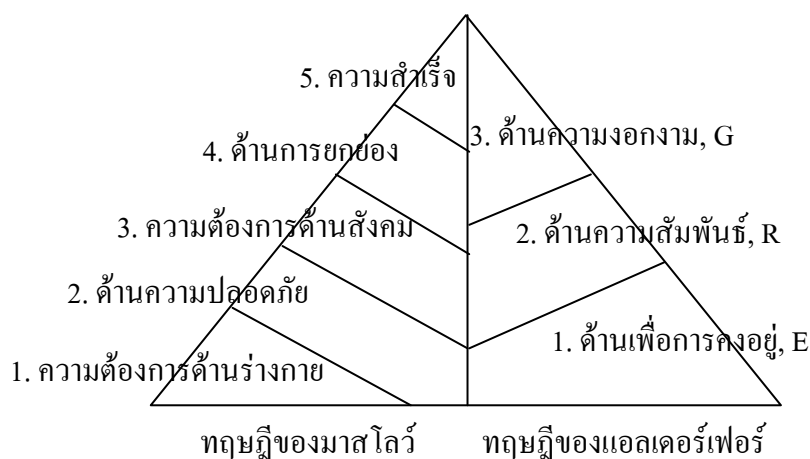 5. ความสำเร็จ
3. ด้านความงอกงาม, G
4. ด้านการยกย่อง
3. ความต้องการด้านสังคม
2. ด้านความสัมพันธ์, R
2. ด้านความปลอดภัย
1. ด้านเพื่อการคงอยู่, E
1. ความต้องการด้านร่างกาย
ทฤษฎีของมาสโลว์
ทฤษฎีของแอลเดอร์เฟอร์